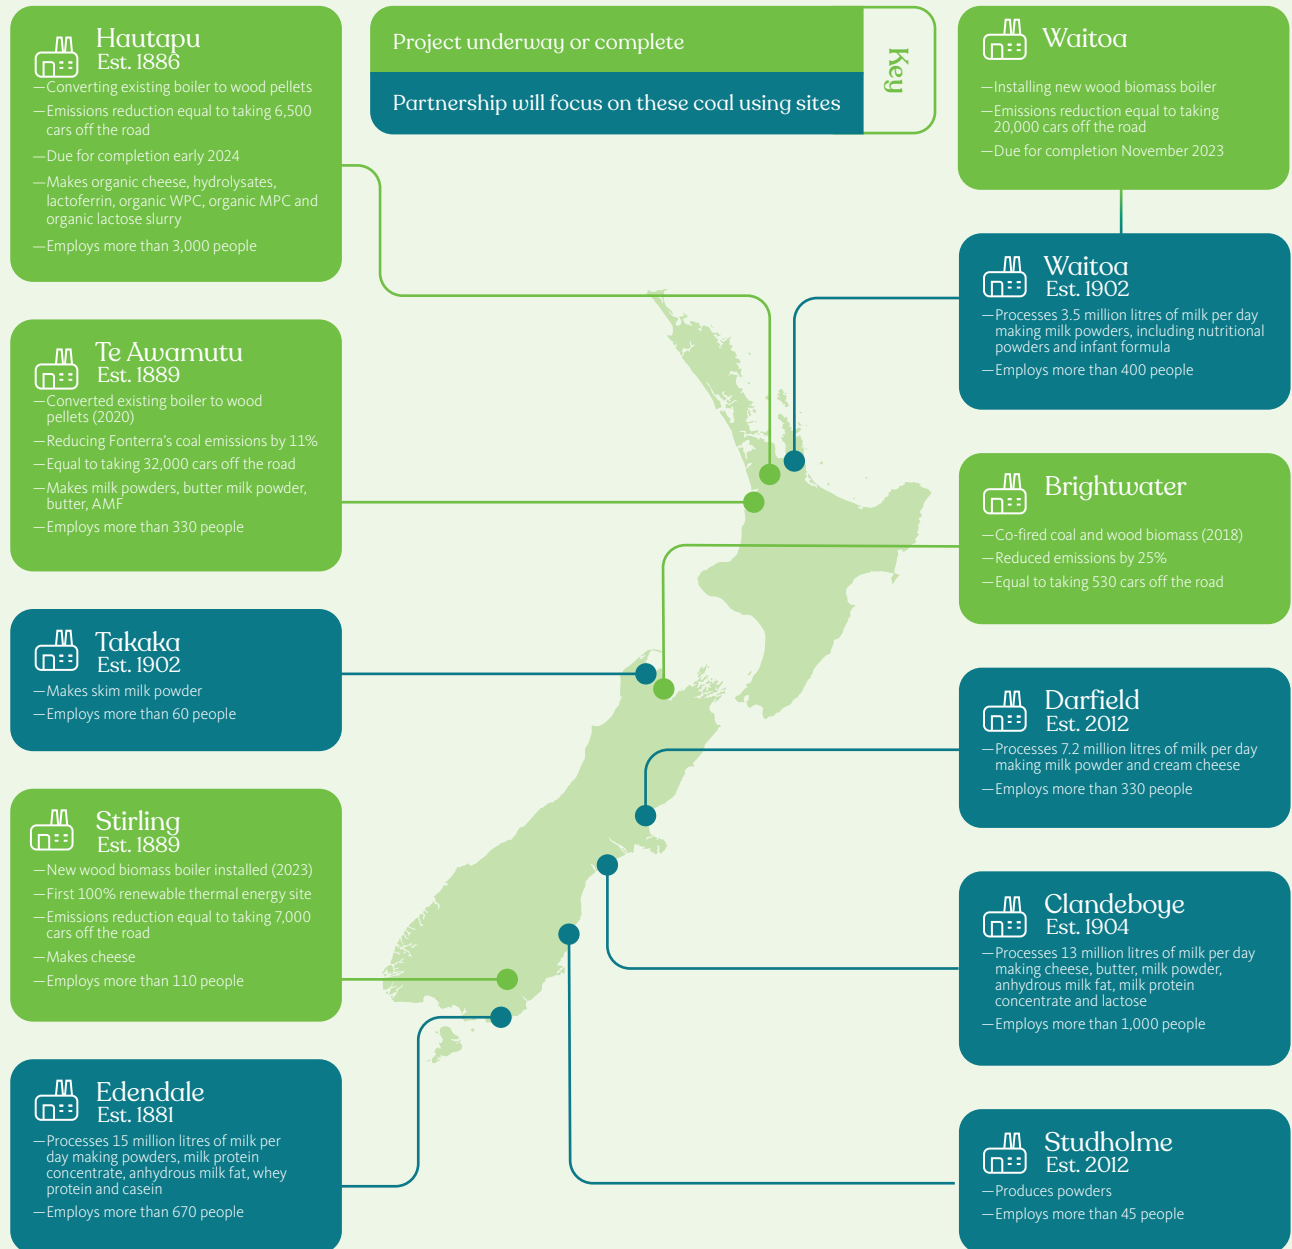 Hautapu
Est. 1886
—Converting existing boiler to wood pellets
—Emissions reduction equal to taking 6,500
cars off the road
—Due for completion early 2024
—Makes organic cheese, hydrolysates,
lactoferrin, organic WPC, organic MPC and
organic lactose slurry
—Employs more than 3,000 people
Project underway or complete
Partnership will focus on these coal using sites
Key
Waitoa
—Installing new wood biomass boiler
—Emissions reduction equal to taking
20,000 cars off the road
—Due for completion November 2023
Waitoa
Est. 1902
—Processes 3.5 million litres of milk per day
making milk powders, including nutritional
powders and infant formula
—Employs more than 400 people
Te Awamutu
Est. 1889
—Converted existing boiler to wood
pellets (2020)
—Reducing Fonterra's coal emissions by 11%
—Equal to taking 32,000 cars off the road
—Makes milk powders, butter milk powder,
butter, AMF
—Employs more than 330 people
Brightwater
—Co-fired coal and wood biomass (2018)
—Reduced emissions by 25%
—Equal to taking 530 cars off the road
Takaka
Est. 1902
—Makes skim milk powder
—Employs more than 60 people
Darfield
Est. 2012
—Processes 7.2 million litres of milk per day
making milk powder and cream cheese
—Employs more than 330 people
Stirling
Est. 1889
—New wood biomass boiler installed (2023)
—First 100% renewable thermal energy site
—Emissions reduction equal to taking 7,000
cars off the road
—Makes cheese
—Employs more than 110 people
Clandeboye
Est. 1904
—Processes 13 million litres of milk per day
making cheese, butter, milk powder,
anhydrous milk fat, milk protein
concentrate and lactose
—Employs more than 1,000 people
Edendale
Est. 1881
—Processes 15 million litres of milk per
day making powders, milk protein
concentrate, anhydrous milk fat, whey
protein and casein
—Employs more than 670 people
Studholme
Est. 2012
—Produces powders
—Employs more than 45 people